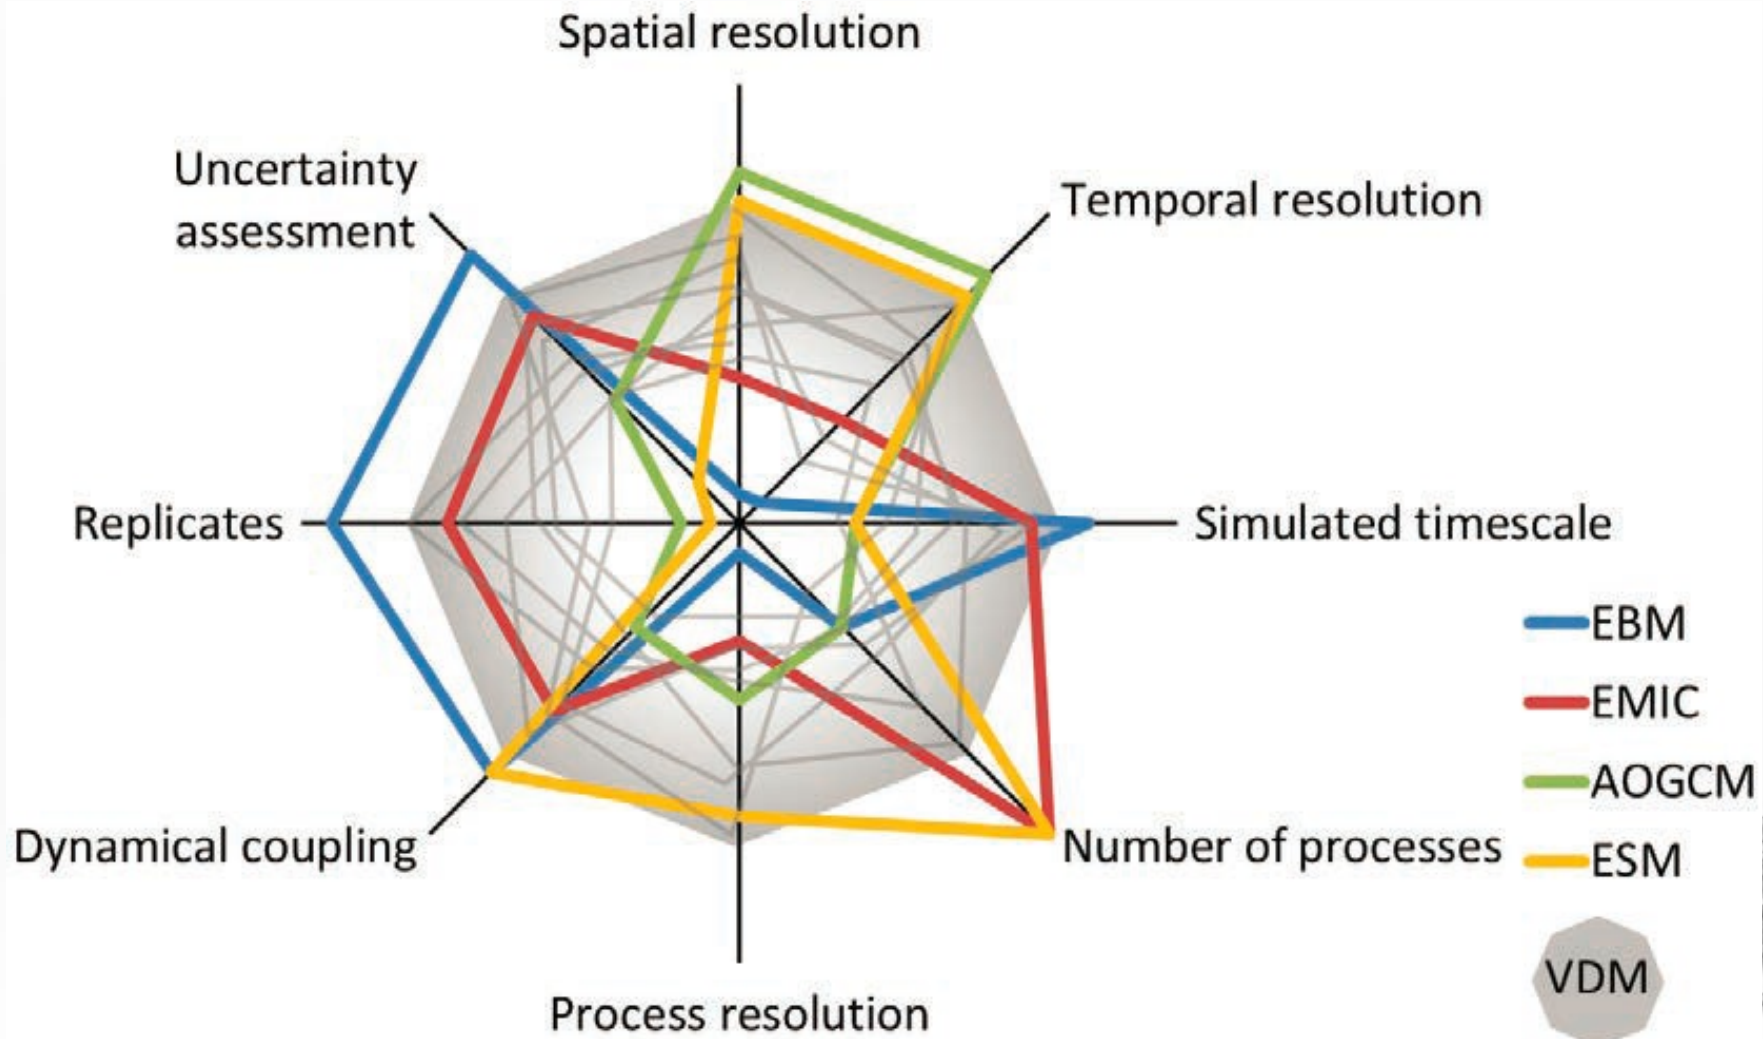 Spatial resolution
Uncertainty
assessment
Temporal resolution
Replicates
Simulated timescale
EBM
EMIC
AOGCM
Dynamical coupling
Number of processes
ESM
VDM
Process resolution